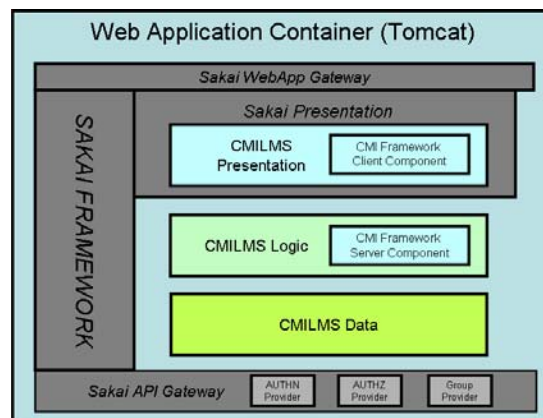 Web Application Container (Tomcat)
Sakai WebApp Gateway
SAKAI FRAMEWORK
Sakai Presentation
CMILMS
Presentation
CMI Framework
Client Component
CMILMS Logic
CMI Framework
Server Component
CMILMS Data
Sakai API Gateway
AUTHN
Provider
AUTHZ
Provider
Group
Provider